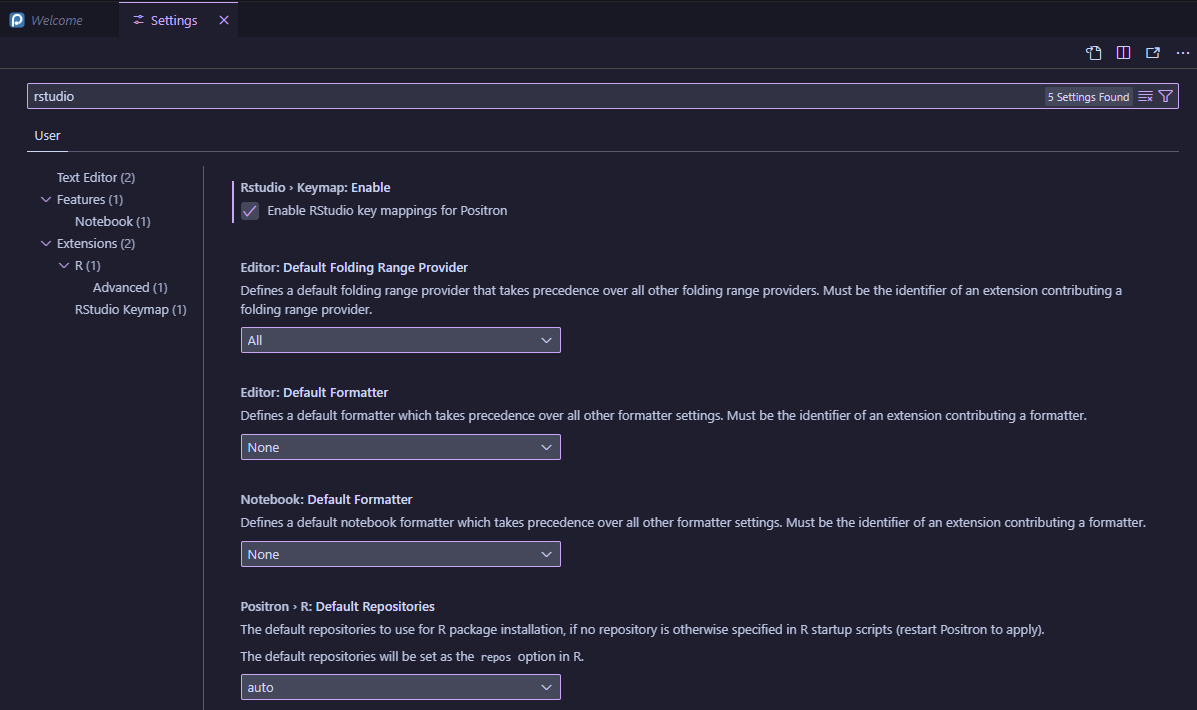 Welcome
Settings
rstudio
5 Settings Found
User
Text Editor (2)
Features (1)
Notebook (1)
Extensions (2)
R (1)
Advanced (1)
RStudio Keymap (1)
Rstudio › Keymap: Enable
Enable RStudio key mappings for Positron
Editor: Default Folding Range Provider
Defines a default folding range provider that takes precedence over all other folding range providers. Must be the identifier of an extension contributing a
folding range provider.
All
Editor: Default Formatter
Defines a default formatter which takes precedence over all other formatter settings. Must be the identifier of an extension contributing a formatter.
None
Notebook: Default Formatter
Defines a default notebook formatter which takes precedence over all other formatter settings. Must be the identifier of an extension contributing a formatter.
None
Positron › R: Default Repositories
The default repositories to use for R package installation, if no repository is otherwise specified in R startup scripts (restart Positron to apply).
The default repositories will be set as the repos option in R.
auto